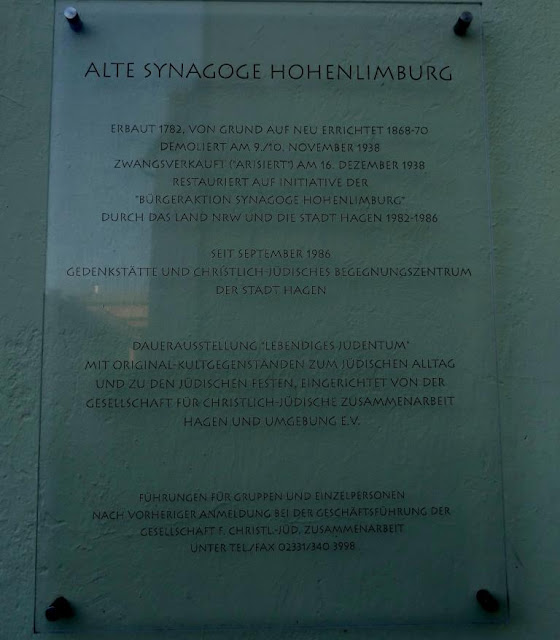 ALTE SYNAGOGE HOHENLIMBURG
ERBAUT 1782, VON GRUND AUF NEU ERRICHTET 1868-70
DEMOLIERT AM 9./10. NOVEMBER 1938
ZWANGSVERKAUFT ("ARISIERT") AM 16. DEZEMBER 1938
RESTAURIERT AUF INITIATIVE DER
"BÜRGERAKTION SYNAGOGE HOHENLIMBURG"
DURCH DAS LAND NRW UND DIE STADT HAGEN 1982-1986
SEIT SEPTEMBER 1986
GEDENKSTÄTTE UND CHRISTLICH-JÜDISCHES BEGEGNUNGSZENTRUM
DER STADT HAGEN
DAUERAUSSTELLUNG "LEBENDIGES JUDENTUM"
MIT ORIGINAL-KULTGEGENSTÄNDEN ZUM JÜDISCHEN ALLTAG
UND ZU DEN JÜDISCHEN FESTEN, EINGERICHTET VON DER
GESELLSCHAFT FÜR CHRISTLICH-JÜDISCHE ZUSAMMENARBEIT
HAGEN UND UMGEBUNG E.V.
FÜHRUNGEN FÜR GRUPPEN UND EINZELPERSONEN
NACH VORHERIGER ANMELDUNG BEI DER GESCHÄFTSFÜHRUNG DER
GESELLSCHAFT F. CHRISTL.-JÜD. ZUSAMMENARBEIT
UNTER TEL/FAX 02331/340 3998